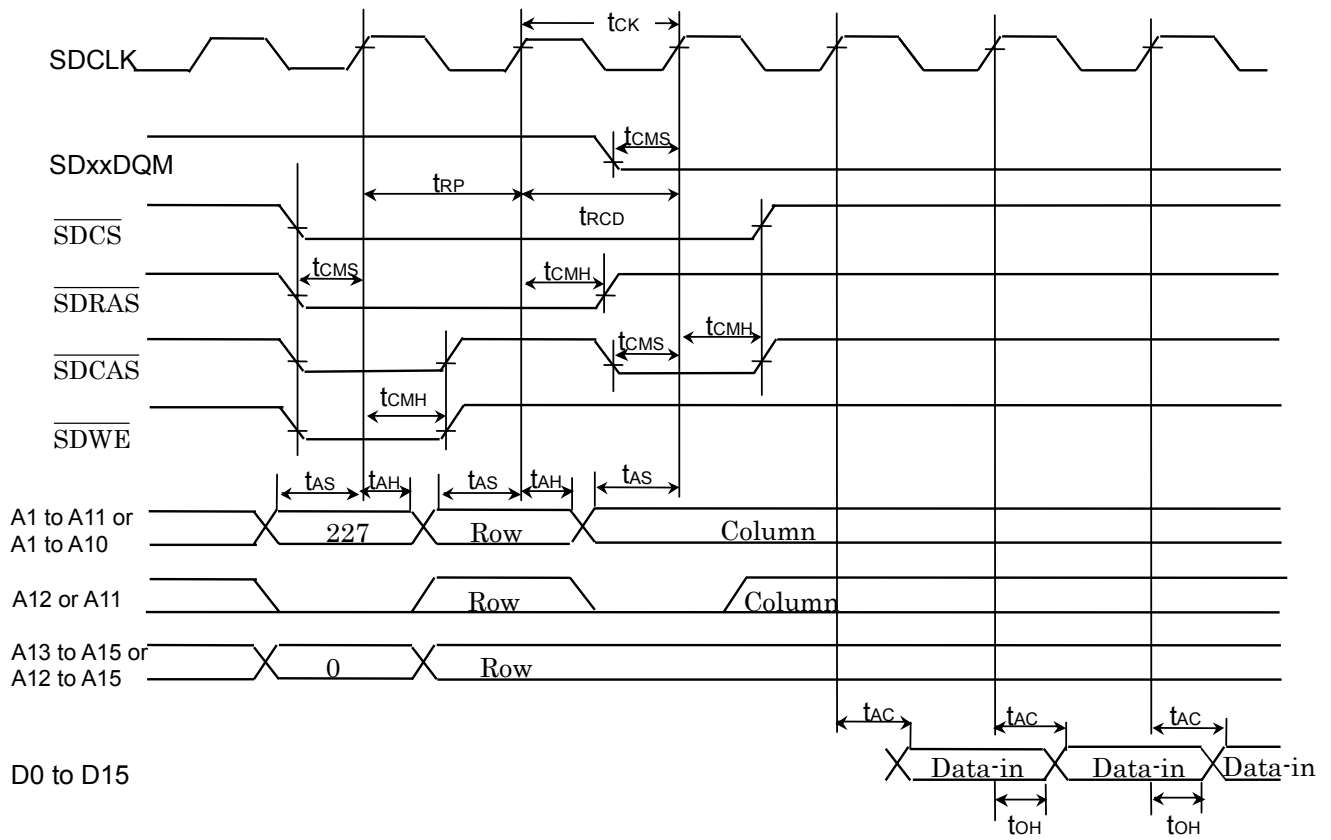 tCK
SDCLK
tCMS
SDxxDQM
tRP
tRCD
SDCS
tCMS
tCMH
SDRAS
tCMS
tCMH
SDCAS
tCMH
SDWE
tAS tAH tAS tAH tAS
A1 to A11 or
A1 to A10
227 Row Column
A12 or A11 Row Column
A13 to A15 or
A12 to A15
0 Row
tAC tAC tAC
D0 to D15 Data-in Data-in Data-in
tOH tOH